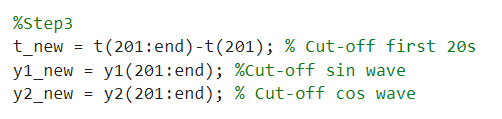 %Step3
t_new = t(201:end)-t(201); % Cut-off first 20s
y1_new = y1(201:end); %Cut-off sin wave
y2_new = y2(201:end); % Cut-off cos wave